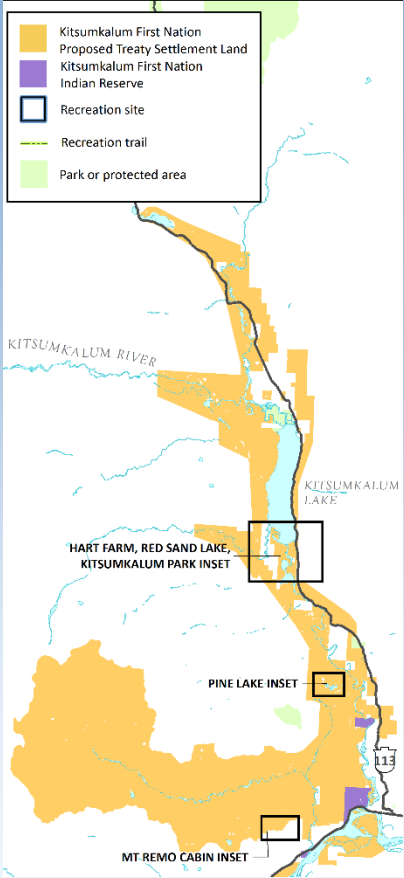 Kitsumkalum First Nation
Proposed Treaty Settlement Land
Kitsumkalum First Nation
Indian Reserve
Recreation site
Recreation trail
Park or protected area
KITSUMKALUM RIVER
KITSUMKALUM
LAKE
HART FARM, RED SAND LAKE,
KITSUMKALUM PARK INSET
PINE LAKE INSET
113
MT REMO CABIN INSET